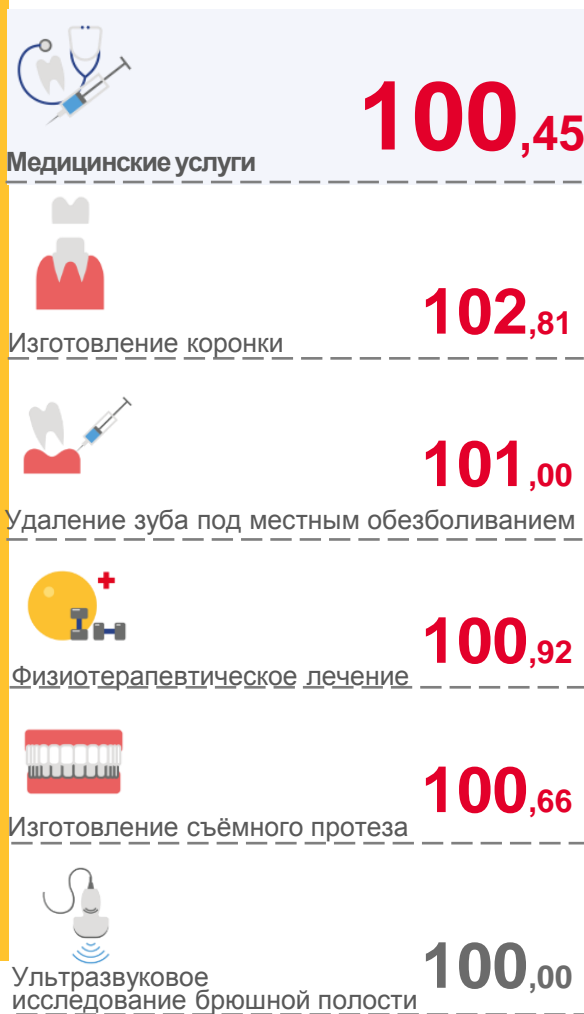 100,45
Медицинские услуги
102,81
Изготовление коронки
101,00
Удаление зуба под местным обезболиванием
100,92
Физиотерапевтическое лечение
100,66
Изготовление съёмного протеза
100,00
Ультразвуковое
исследование брюшной полости